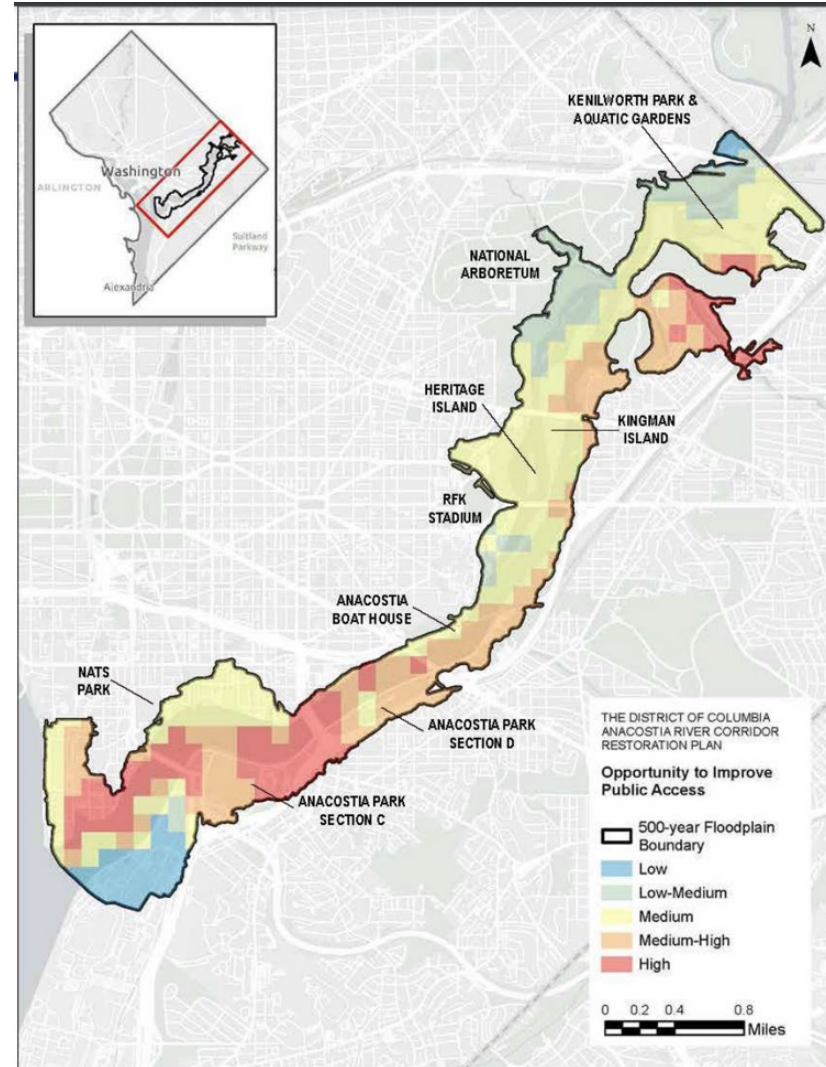 N
Washington
ARLINGTON
Suitland
Parkway
Alexandria
KENILWORTH PARK &
AQUATIC GARDENS
NATIONAL
ARBORETUM
HERITAGE
ISLAND
KINGMAN
ISLAND
RFK
STADIUM
ANACOSTIA
BOAT HOUSE
NATS
PARK
ANACOSTIA PARK
SECTION D
ANACOSTIA PARK
SECTION C
THE DISTRICT OF COLUMBIA
ANACOSTIA RIVER CORRIDOR
RESTORATION PLAN
Opportunity to Improve
Public Access
500-year Floodplain
Boundary
Low
Low-Medium
Medium
Medium-High
High
0 0.2 0.4 0.8
Miles